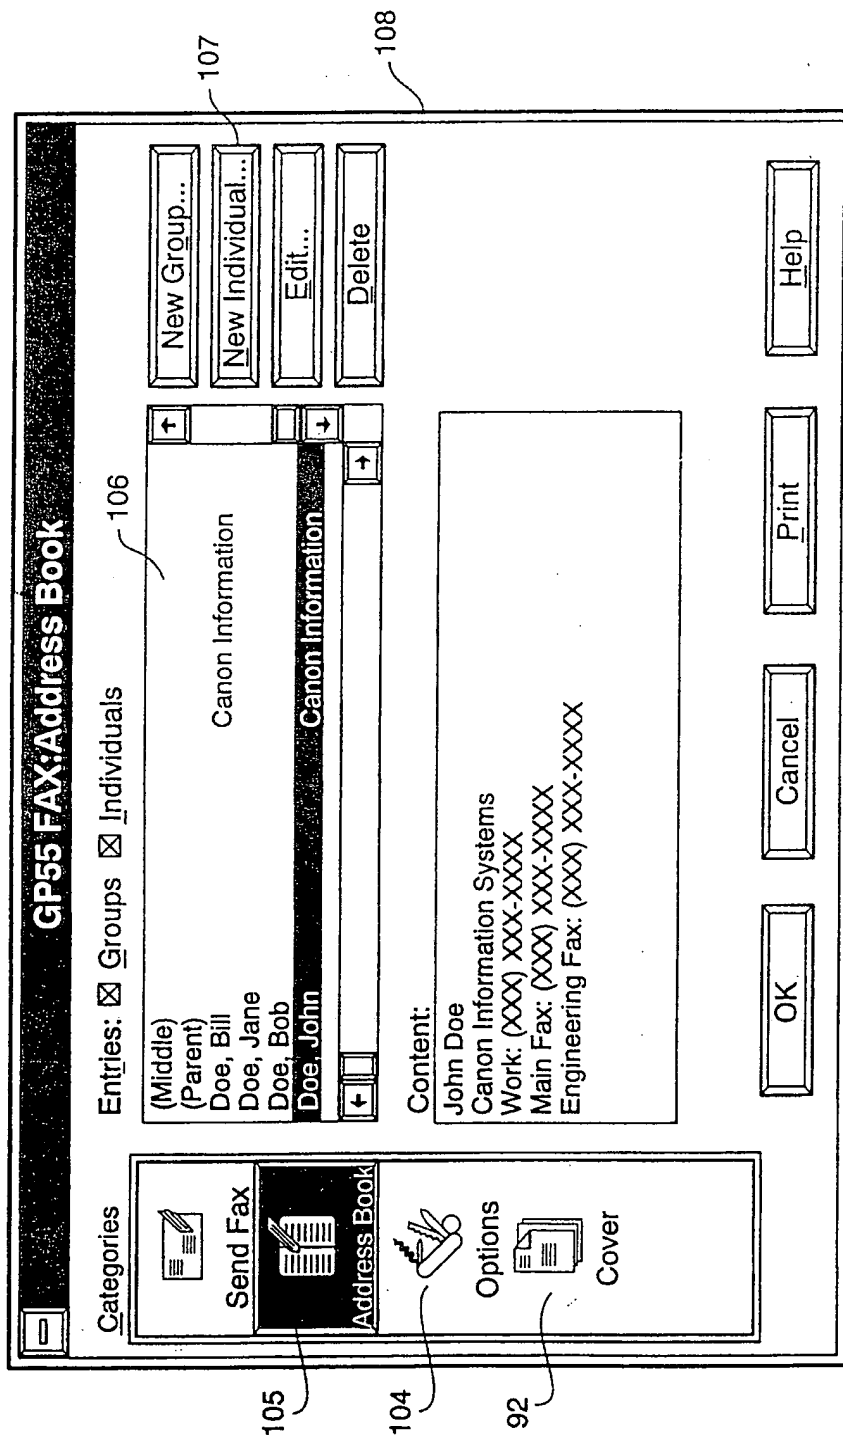 GP55 FAX:Address Book
Categories
Send Fax
Address Book
Options
Cover
Entries: ☒ Groups ☒ Individuals
(Middle)
(Parent)
Doe, Bill
Doe, Jane Canon Information
Doe, Bob
Doe, John Canon Information
New Group...
New Individual...
Edit...
Delete
Content:
John Doe
Canon Information Systems
Work: (XXX) XXX-XXXX
Main Fax: (XXX) XXX-XXXX
Engineering Fax: (XXX) XXX-XXXX
OK
Cancel
Print
Help
105
104
92
106
107
108